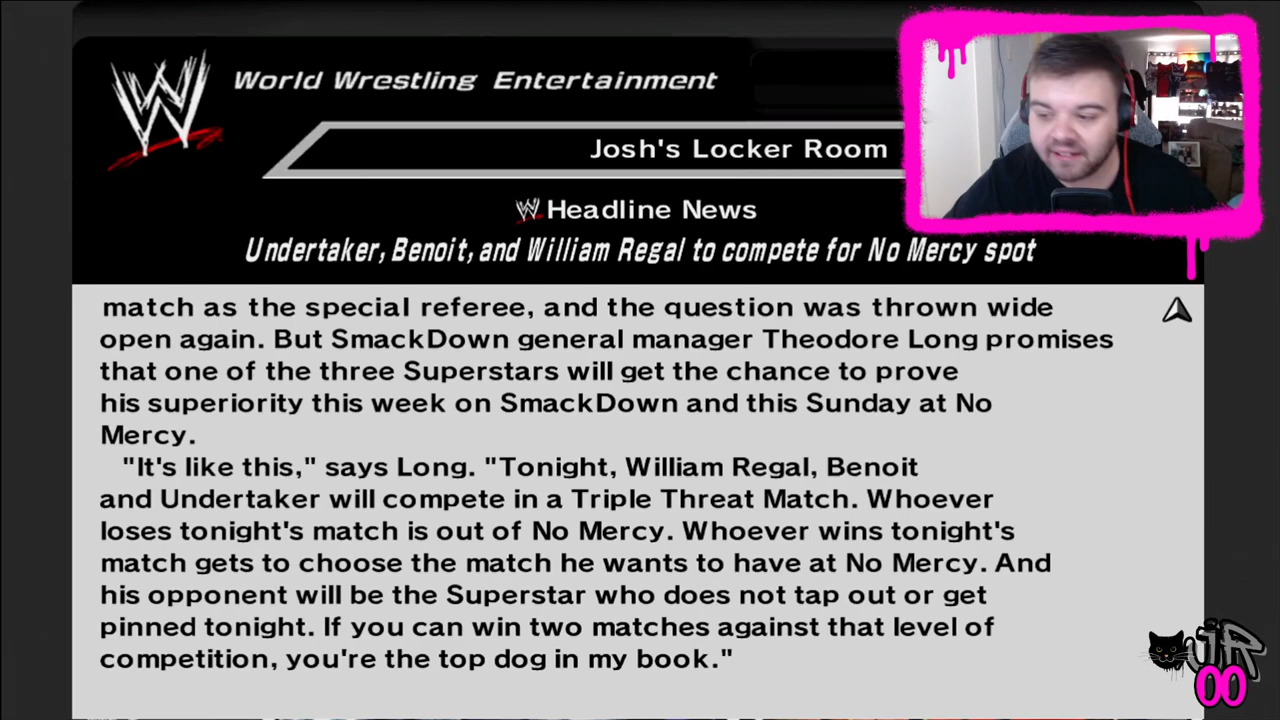 World Wrestling Entertainment
Josh's Locker Room
Headline News
Undertaker, Benoit, and William Regal to compete for No Mercy spot
match as the special referee, and the question was thrown wide
open again. But SmackDown general manager Theodore Long promises
that one of the three Superstars will get the chance to prove
his superiority this week on SmackDown and this Sunday at No
Mercy.
"It's like this," says Long. "Tonight, William Regal, Benoit
and Undertaker will compete in a Triple Threat Match. Whoever
loses tonight's match is out of No Mercy. Whoever wins tonight's
match gets to choose the match he wants to have at No Mercy. And
his opponent will be the Superstar who does not tap out or get
pinned tonight. If you can win two matches against that level of
competition, you're the top dog in my book."
JR
00